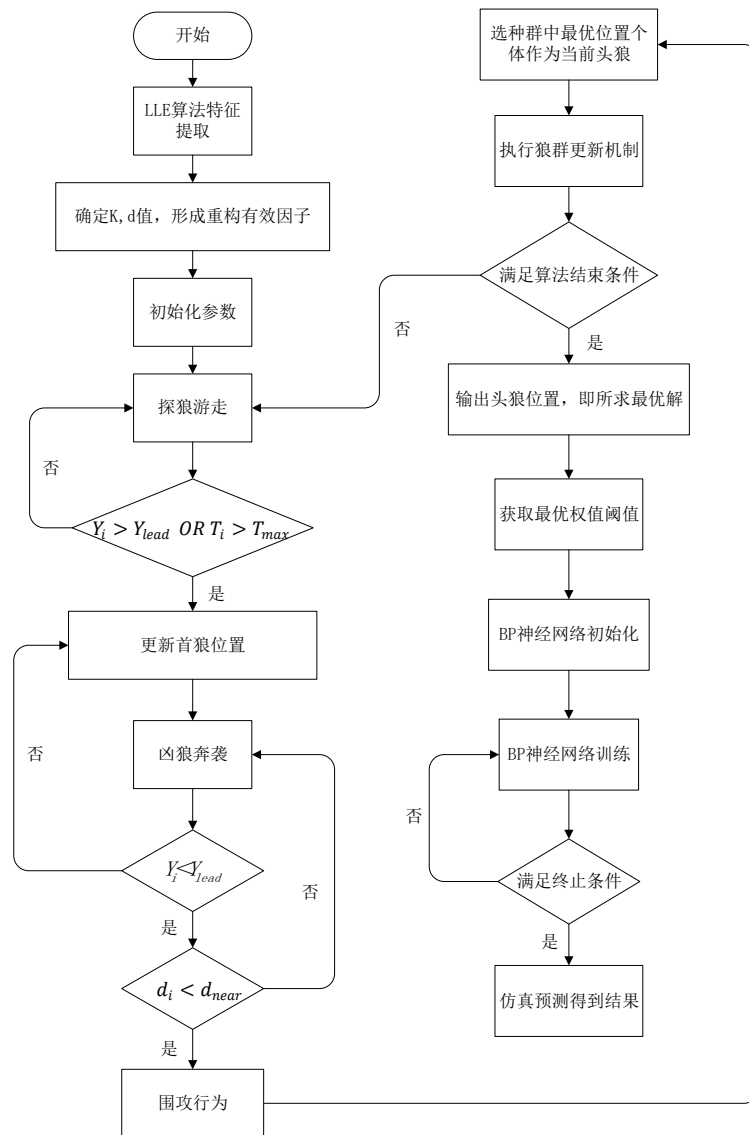 开始
LLE算法特征
提取
确定K,d值，形成重构有效因子
初始化参数
探狼游走
否
Y_i > Y_lead OR T_i > T_max
是
更新首狼位置
凶狼奔袭
否
Y_i<Y_lead
否
是
d_i < d_near
是
围攻行为
选种群中最优位置个
体作为当前头狼
执行狼群更新机制
满足算法结束条件
否
是
输出头狼位置，即所求最优解
获取最优权值阈值
BP神经网络初始化
BP神经网络训练
否
满足终止条件
是
仿真预测得到结果